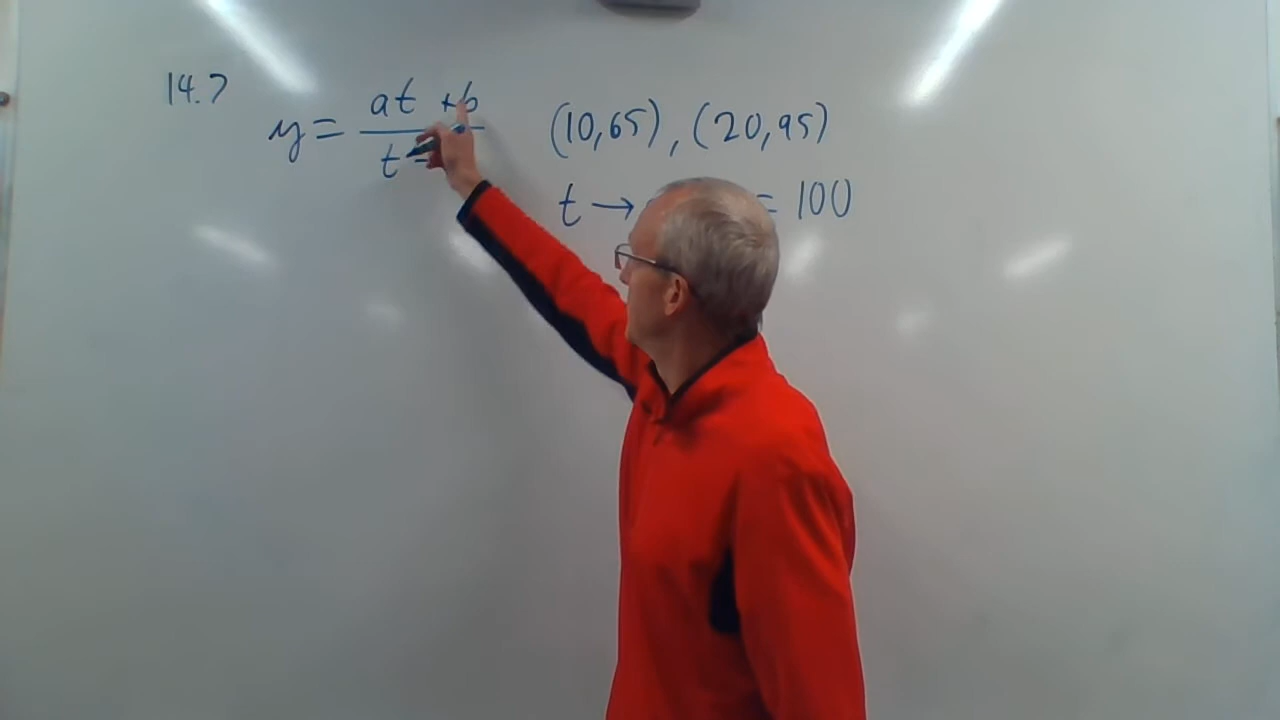 14.7
y = at + b / t (10,65), (20,95)
t → = 100